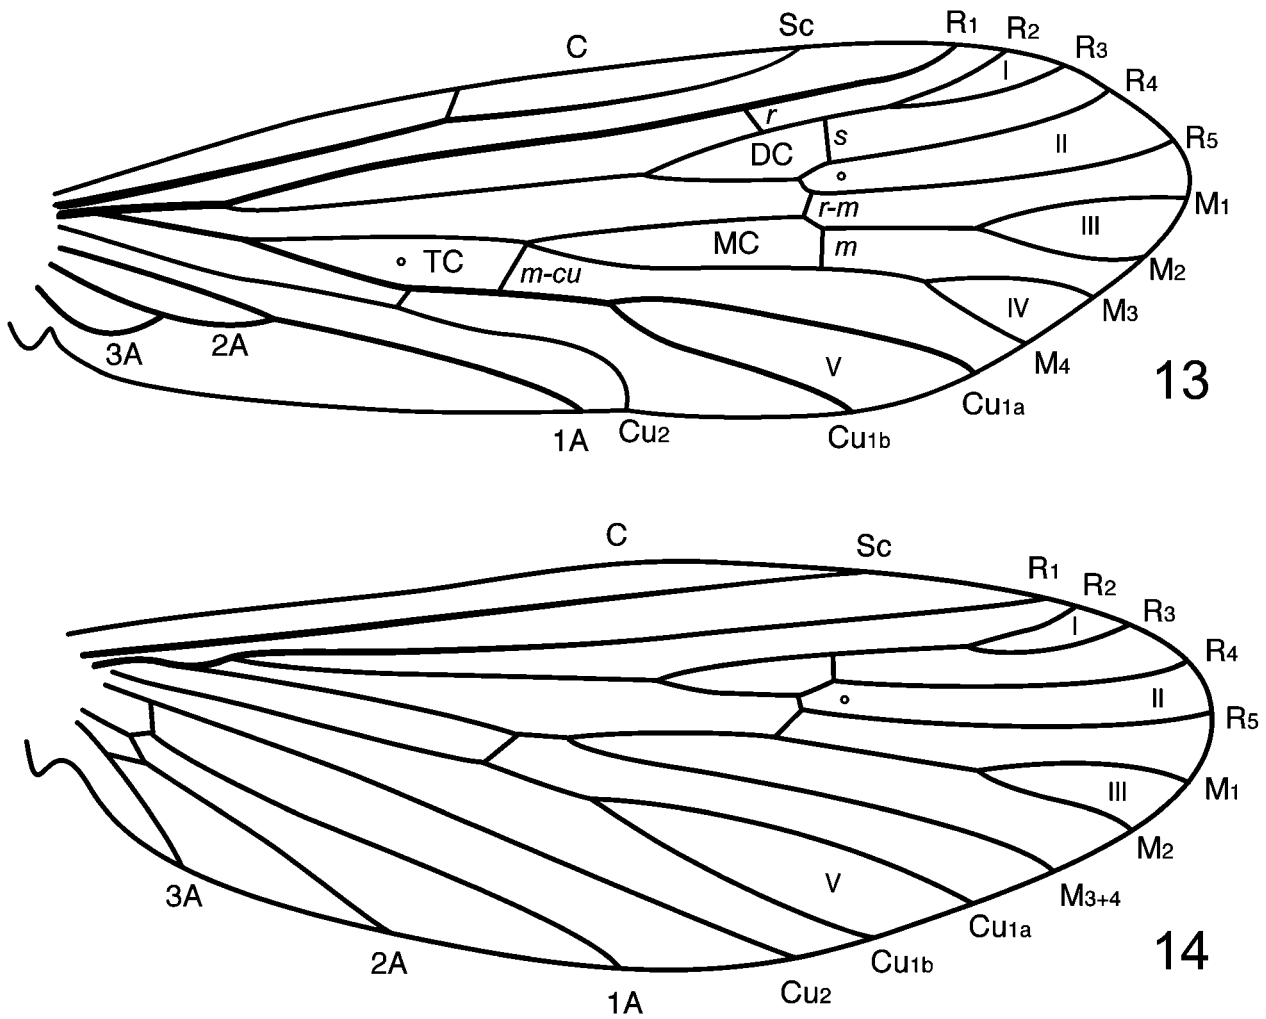 C Sc R1 R2 R3 R4 R5
I
r
s
DC
II
r-m
M1
III
TC
MC
m
m-cu
M2
IV
M3
3A
2A
V
M4
13
Cu1a
1A
Cu2
Cu1b
C Sc R1 R2 R3 R4 R5
I
II
III
M1
M2
V
M3+4
3A
Cu1a
2A
Cu1b
14
1A
Cu2